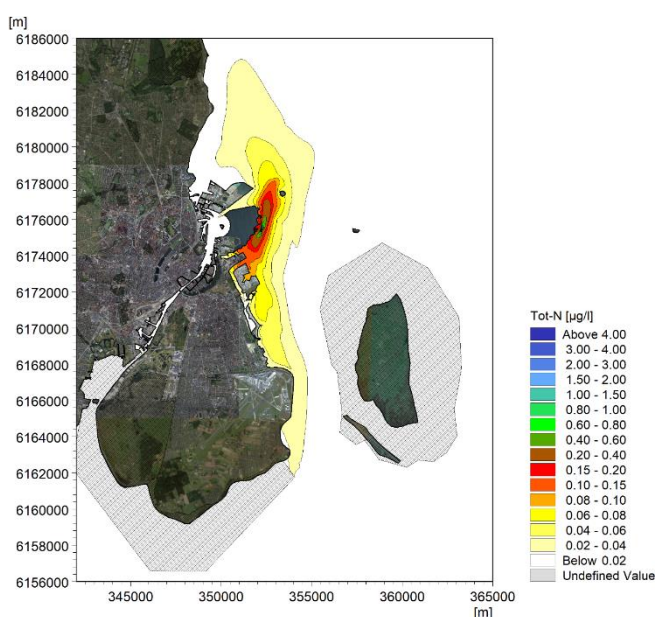 [m]
6186000
6184000
6182000
6180000
6178000
6176000
6174000
6172000
6170000
6168000
6166000
6164000
6162000
6160000
6158000
6156000
345000 350000 355000 360000 365000
[m]
Tot-N [µg/l]
Above 4.00
3.00 - 4.00
2.00 - 3.00
1.50 - 2.00
1.00 - 1.50
0.80 - 1.00
0.60 - 0.80
0.40 - 0.60
0.20 - 0.40
0.15 - 0.20
0.10 - 0.15
0.08 - 0.10
0.06 - 0.08
0.04 - 0.06
0.02 - 0.04
Below 0.02
Undefined Value